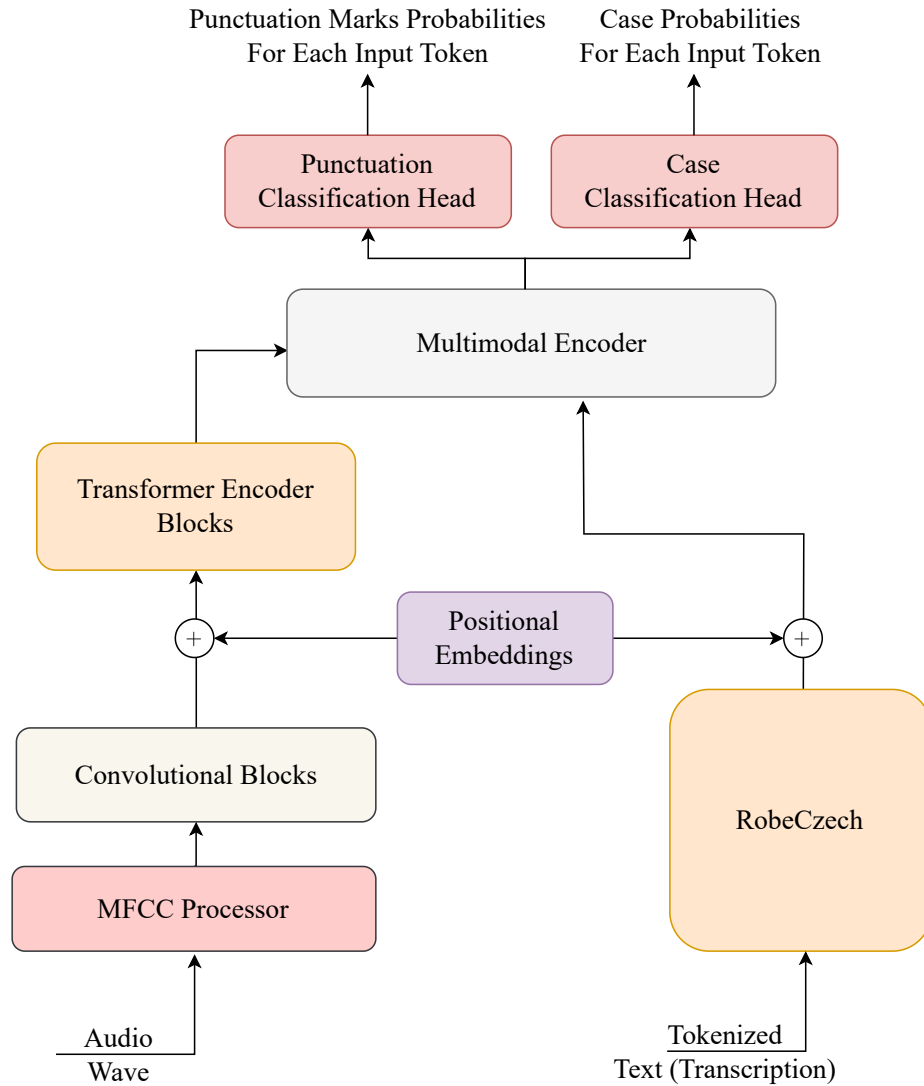 Punctuation Marks Probabilities
For Each Input Token
Case Probabilities
For Each Input Token
Punctuation
Classification Head
Case
Classification Head
Multimodal Encoder
Transformer Encoder
Blocks
+
Positional
Embeddings
+
Convolutional Blocks
RobeCzech
MFCC Processor
Audio
Wave
Tokenized
Text (Transcription)